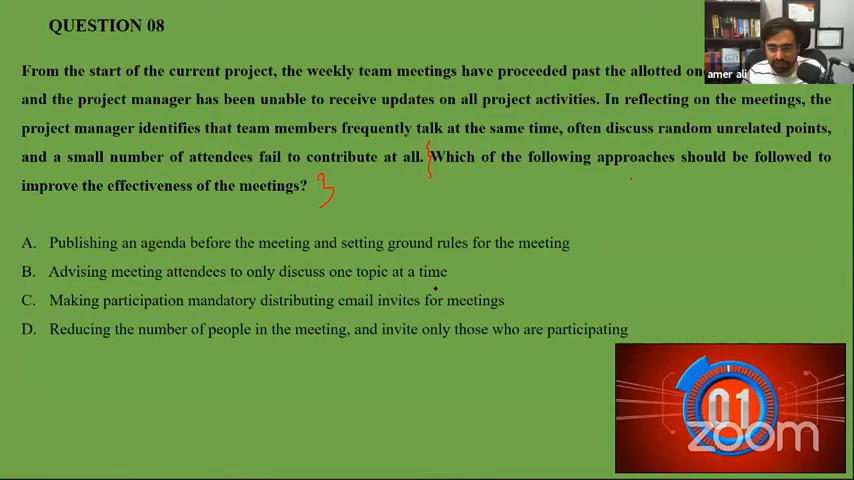 QUESTION 08
amer ali
From the start of the current project, the weekly team meetings have proceeded past the allotted
and the project manager has been unable to receive updates on all project activities. In reflecting on the meetings, the
project manager identifies that team members frequently talk at the same time, often discuss random unrelated points,
and a small number of attendees fail to contribute at all. Which of the following approaches should be followed to
improve the effectiveness of the meetings?
A. Publishing an agenda before the meeting and setting ground rules for the meeting
B. Advising meeting attendees to only discuss one topic at a time
C. Making participation mandatory distributing email invites for meetings
D. Reducing the number of people in the meeting, and invite only those who are participating
01
zoom